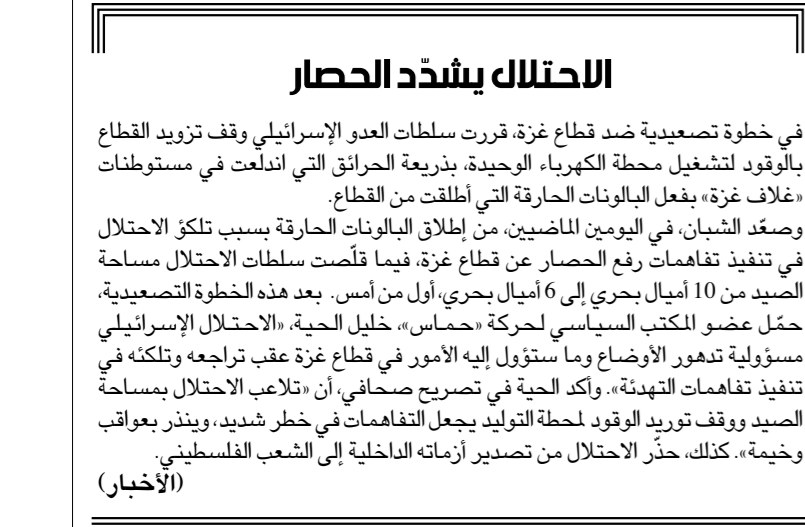 الاحتلال يشدّد الحصار
في خطوة تصعيدية ضد قطاع غزة، قررت سلطات العدو الإسرائيلي وقف تزويد القطاع
بالوقود لتشغيل محطة الكهرباء الوحيدة، بذريعة الحرائق التي اندلعت في مستوطنات
«غلاف غزة» بفعل البالونات الحارقة التي أطلقت من القطاع.
وصعّد الشبان، في اليومين الماضيين، من إطلاق البالونات الحارقة بسبب تلكؤ الاحتلال
في تنفيذ تفاهمات رفع الحصار عن قطاع غزة، فيما قلّصت سلطات الاحتلال مساحة
الصيد من 10 أميال بحري إلى 6 أميال بحري، أول من أمس. بعد هذه الخطوة التصعيدية،
حمّل عضو المكتب السياسي لحركة «حماس»، خليل الحية، «الاحتلال الإسرائيلي
مسؤولية تدهور الأوضاع وما ستؤول إليه الأمور في قطاع غزة عقب تراجعه وتلكئه في
تنفيذ تفاهمات التهدئة». وأكد الحية في تصريح صحافي، أن «تلاعب الاحتلال بمساحة
الصيد ووقف توريد الوقود لمحطة التوليد يجعل التفاهمات في خطر شديد، وينذر بعواقب
وخيمة». كذلك، حذّر الاحتلال من تصدير أزماته الداخلية إلى الشعب الفلسطيني.
(الأخبار)